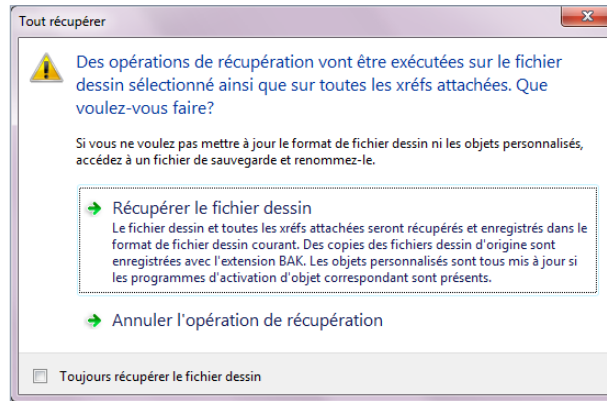 Tout récupérer
Des opérations de récupération vont être exécutées sur le fichier
dessin sélectionné ainsi que sur toutes les xréfs attachées. Que
voulez-vous faire?
Si vous ne voulez pas mettre à jour le format de fichier dessin ni les objets personnalisés,
accédez à un fichier de sauvegarde et renommez-le.
Récupérer le fichier dessin
Le fichier dessin et toutes les xréfs attachées seront récupérés et enregistrés dans le
format de fichier dessin courant. Des copies des fichiers dessin d'origine sont
enregistrées avec l'extension BAK. Les objets personnalisés sont tous mis à jour si
les programmes d'activation d'objet correspondant sont présents.
Annuler l'opération de récupération
Toujours récupérer le fichier dessin